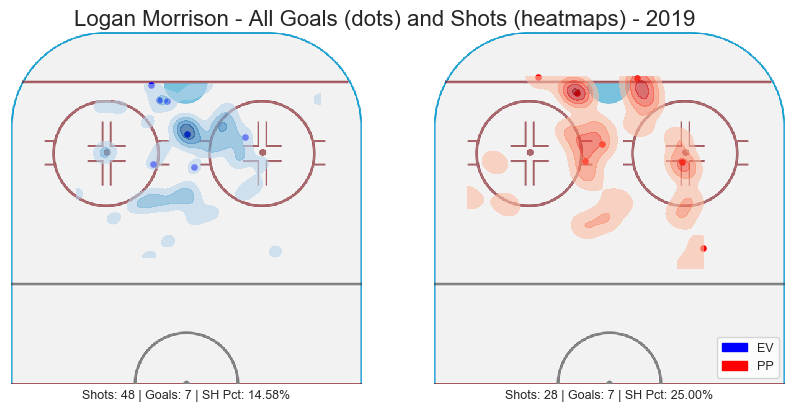 Logan Morrison - All Goals (dots) and Shots (heatmaps) - 2019
EV
PP
Shots: 48 | Goals: 7 | SH Pct: 14.58%
Shots: 28 | Goals: 7 | SH Pct: 25.00%